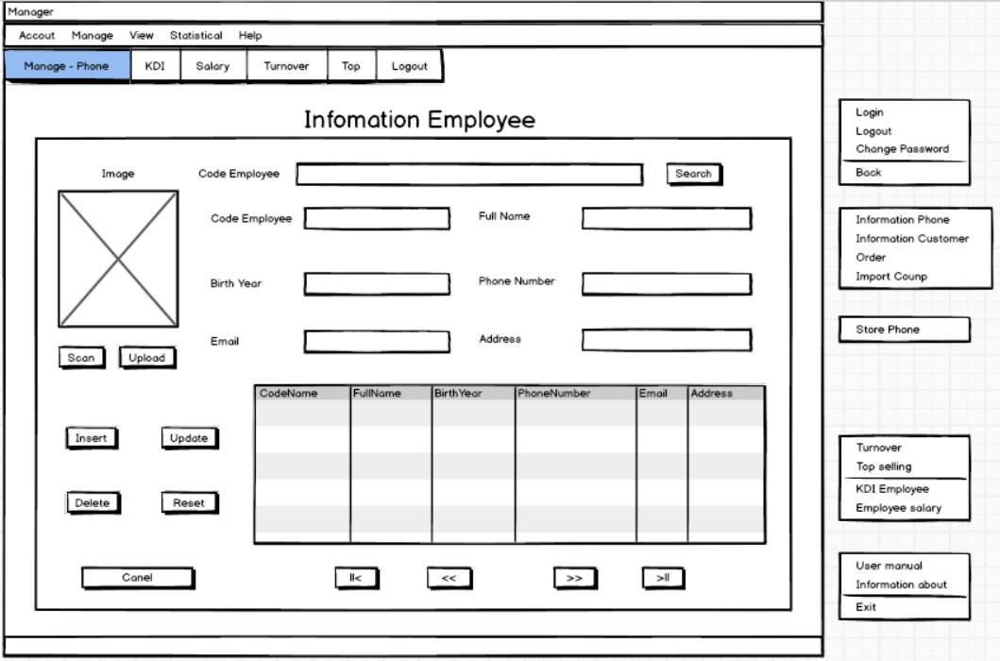 Manager
Accout Manage View Statistical Help
Manage - Phone KDI Salary Turnover Top Logout
Infomation Employee
Image Code Employee Search
Code Employee Full Name
Birth Year Phone Number
Email Address
Scan Upload
CodeName FullName BirthYear PhoneNumber Email Address
Insert Update
Delete Reset
Canel ||< << >> >||
Login
Logout
Change Password
Back
Information Phone
Information Customer
Order
Import Counp
Store Phone
Turnover
Top selling
KDI Employee
Employee salary
User manual
Information about
Exit